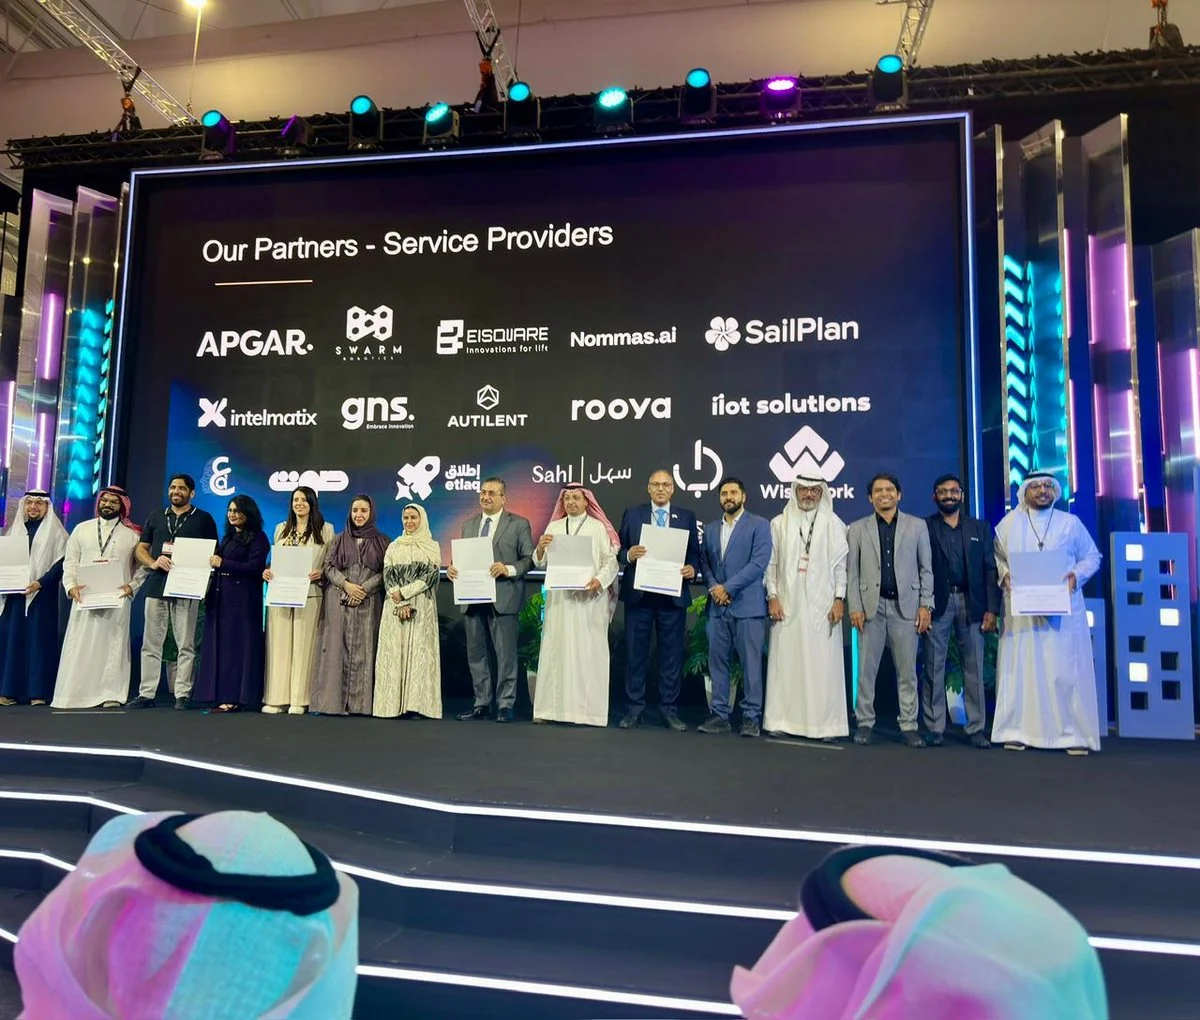 Our Partners - Service Providers
APGAR.
SWARM
ROBOTICS
EISQUARE
Innovations for life
Nommas.ai
SailPlan
intelmatix
gns.
Embrace Innovation
AUTILENT
rooya
iiot solutions
إطلاق
etlaq
Sahl | سهل